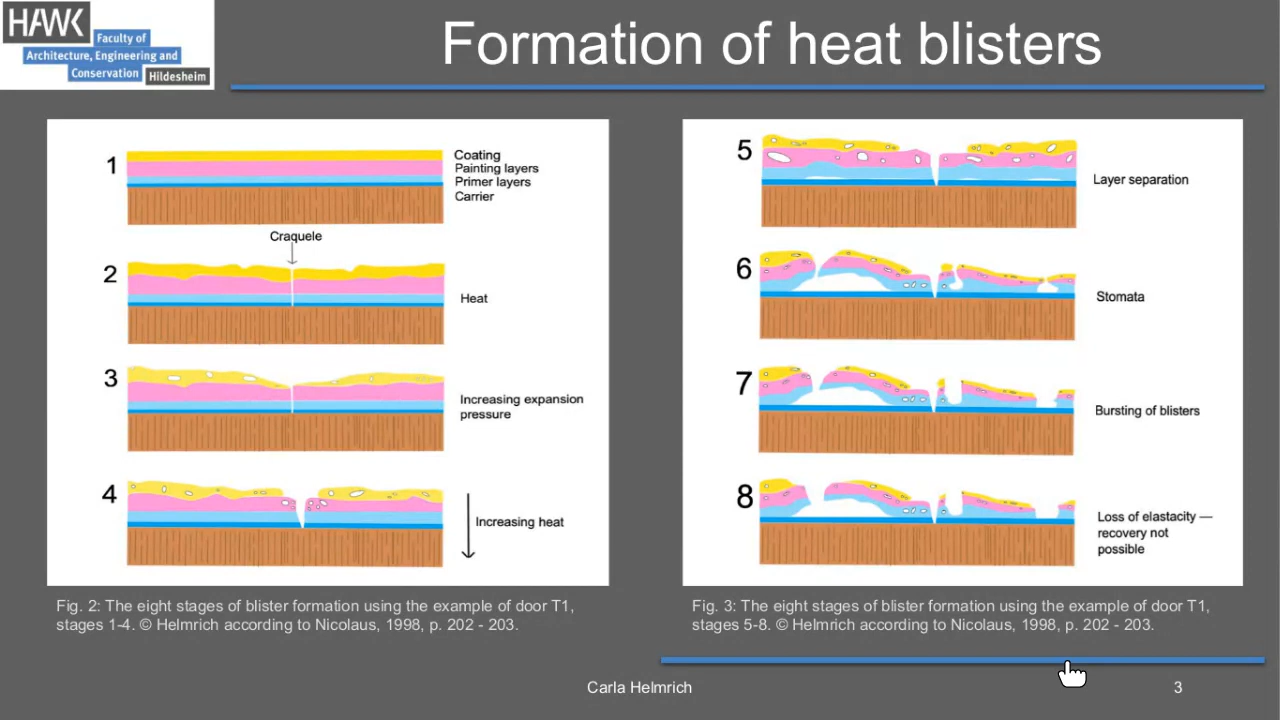 HAWK
Faculty of
Architecture, Engineering and
Conservation
Hildesheim
Formation of heat blisters
1
Coating
Painting layers
Primer layers
Carrier
Craquele
2
Heat
3
Increasing expansion
pressure
4
Increasing heat
5
Layer separation
6
Stomata
7
Bursting of blisters
8
Loss of elastacity —
recovery not
possible
Fig. 2: The eight stages of blister formation using the example of door T1,
stages 1-4. © Helmrich according to Nicolaus, 1998, p. 202 - 203.
Fig. 3: The eight stages of blister formation using the example of door T1,
stages 5-8. © Helmrich according to Nicolaus, 1998, p. 202 - 203.
Carla Helmrich
3